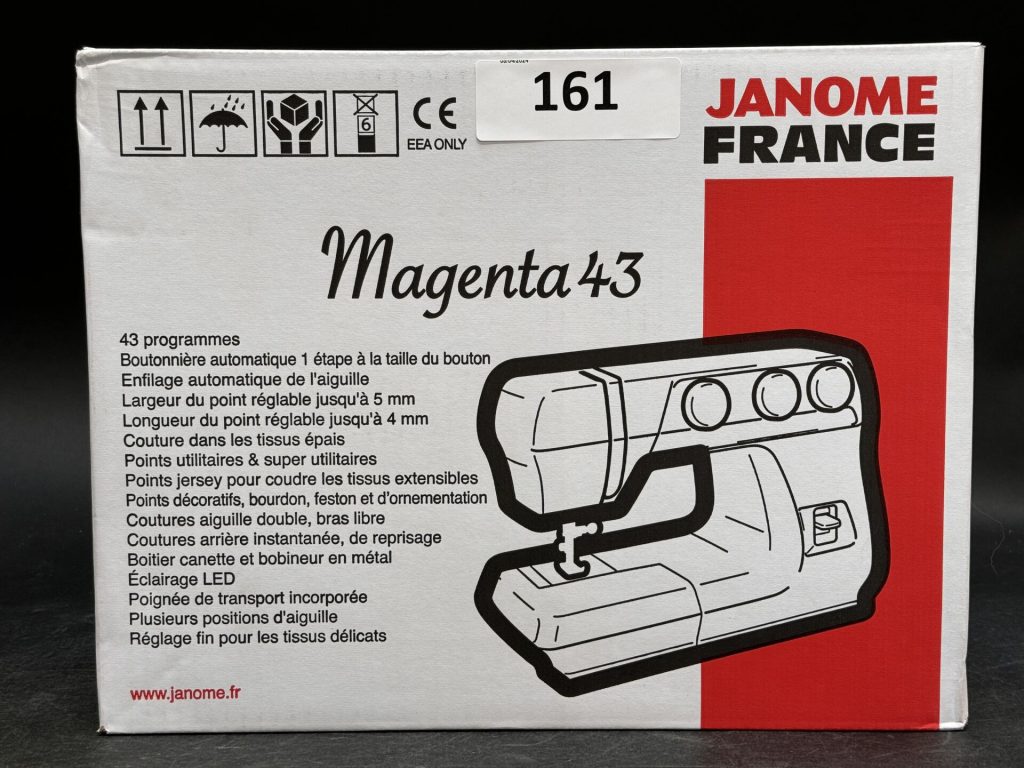 02/04/2024
161
JANOME
FRANCE
6
CE
EEA ONLY
Magenta 43
43 programmes
Boutonnière automatique 1 étape à la taille du bouton
Enfilage automatique de l'aiguille
Largeur du point réglable jusqu'à 5 mm
Longueur du point réglable jusqu'à 4 mm
Couture dans les tissus épais
Points utilitaires & super utilitaires
Points jersey pour coudre les tissus extensibles
Points décoratifs, bourdon, feston et d'ornementation
Coutures aiguille double, bras libre
Coutures arrière instantanée, de reprisage
Boitier canette et bobineur en métal
Éclairage LED
Poignée de transport incorporée
Plusieurs positions d'aiguille
Réglage fin pour les tissus délicats
www.janome.fr